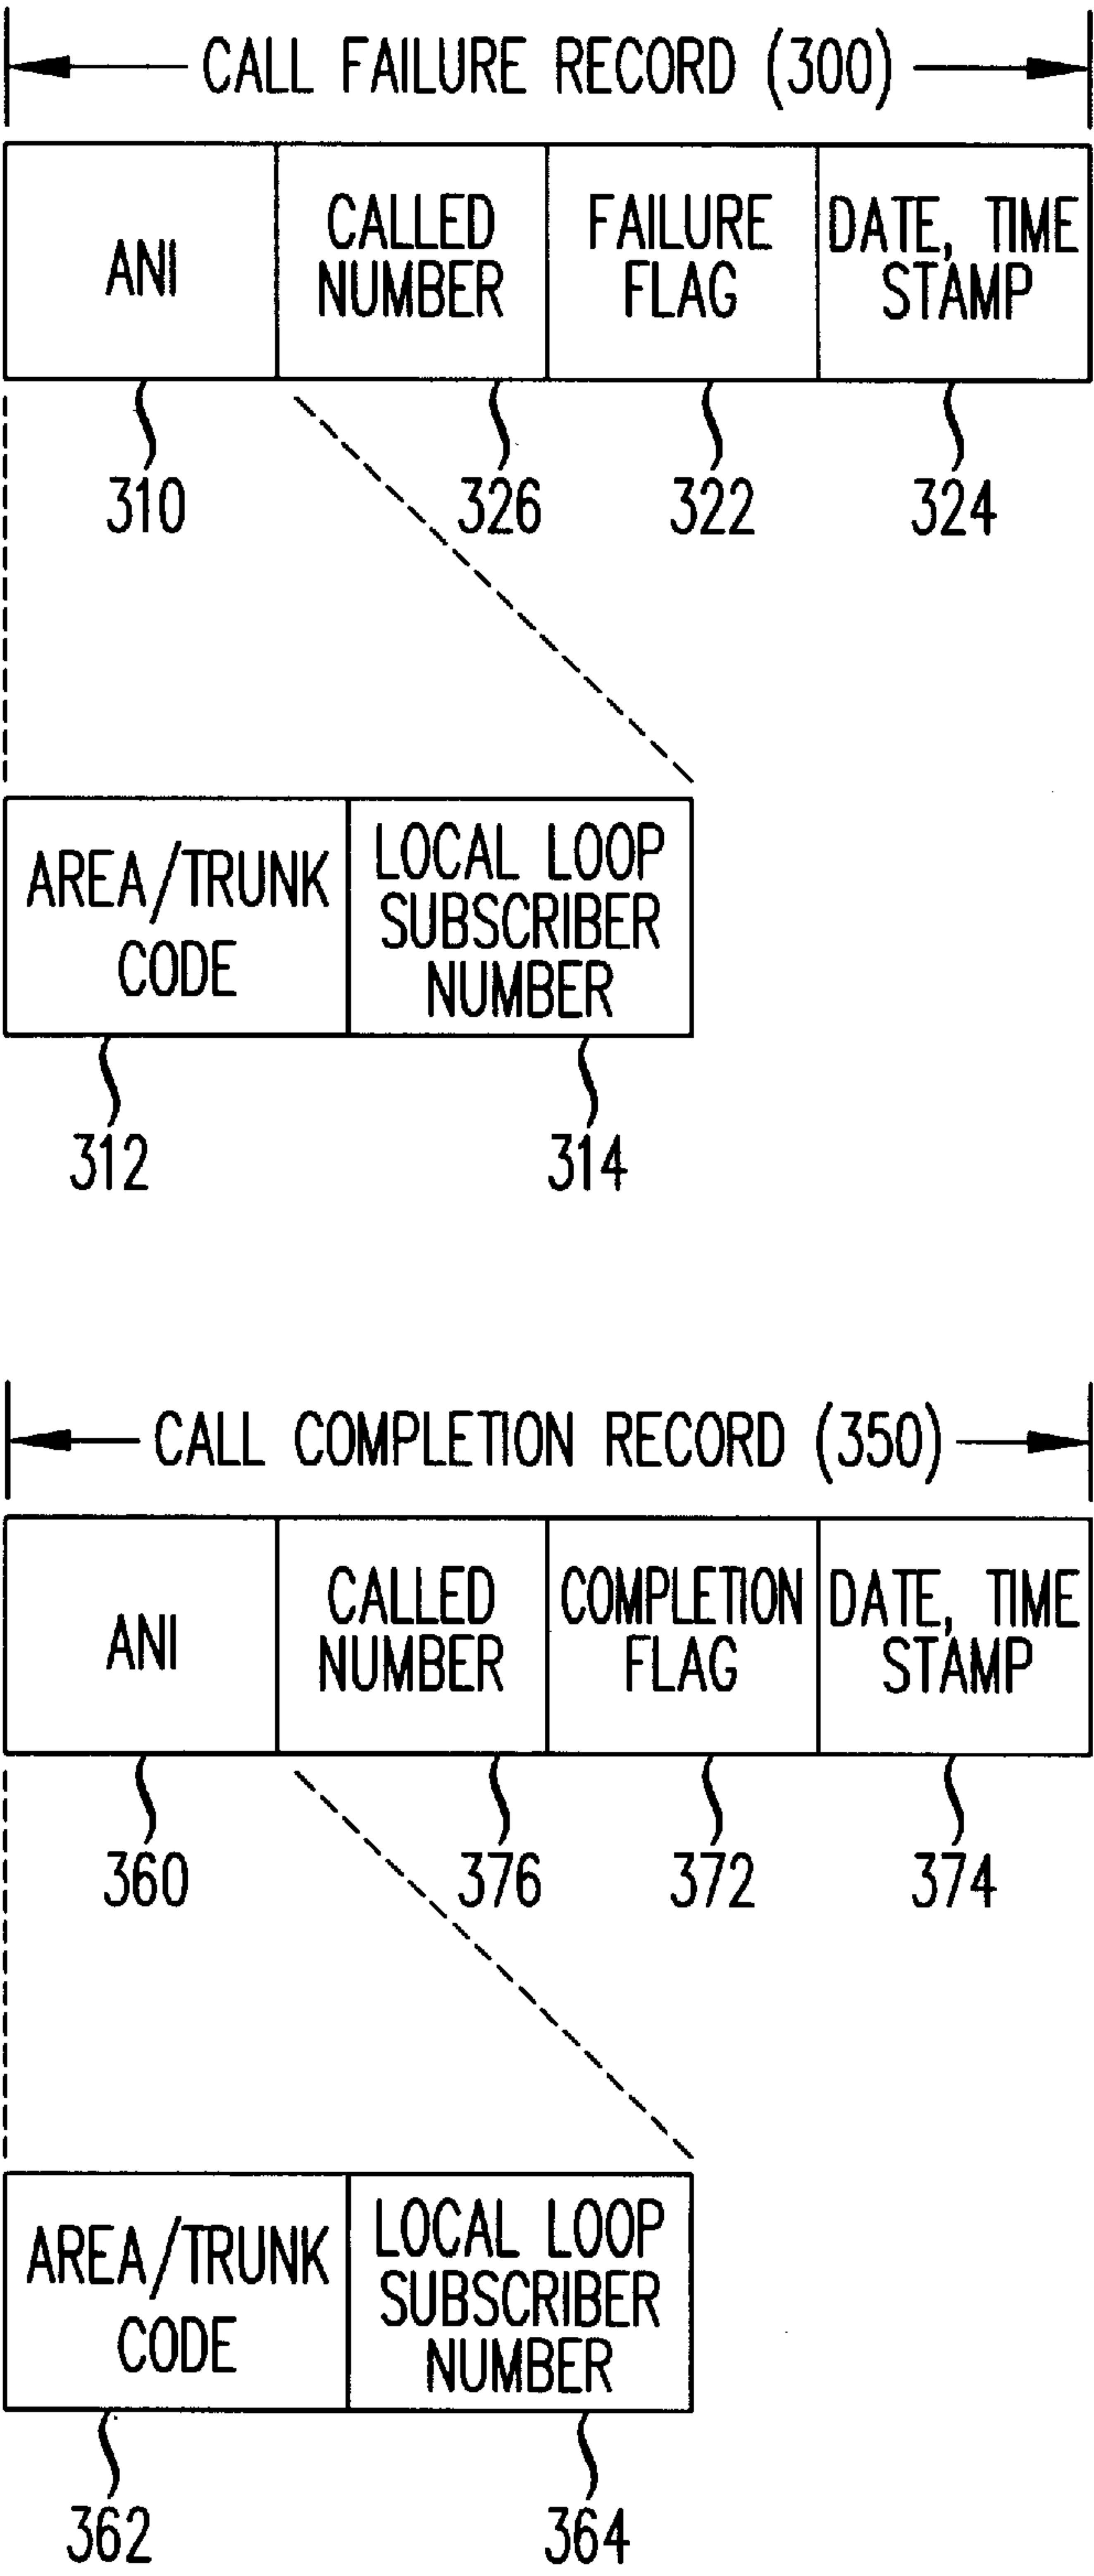 CALL FAILURE RECORD (300)
ANI
CALLED
NUMBER
FAILURE
FLAG
DATE, TIME
STAMP
310
326
322
324
AREA/TRUNK
CODE
LOCAL LOOP
SUBSCRIBER
NUMBER
312
314
CALL COMPLETION RECORD (350)
ANI
CALLED
NUMBER
COMPLETION
FLAG
DATE, TIME
STAMP
360
376
372
374
AREA/TRUNK
CODE
LOCAL LOOP
SUBSCRIBER
NUMBER
362
364